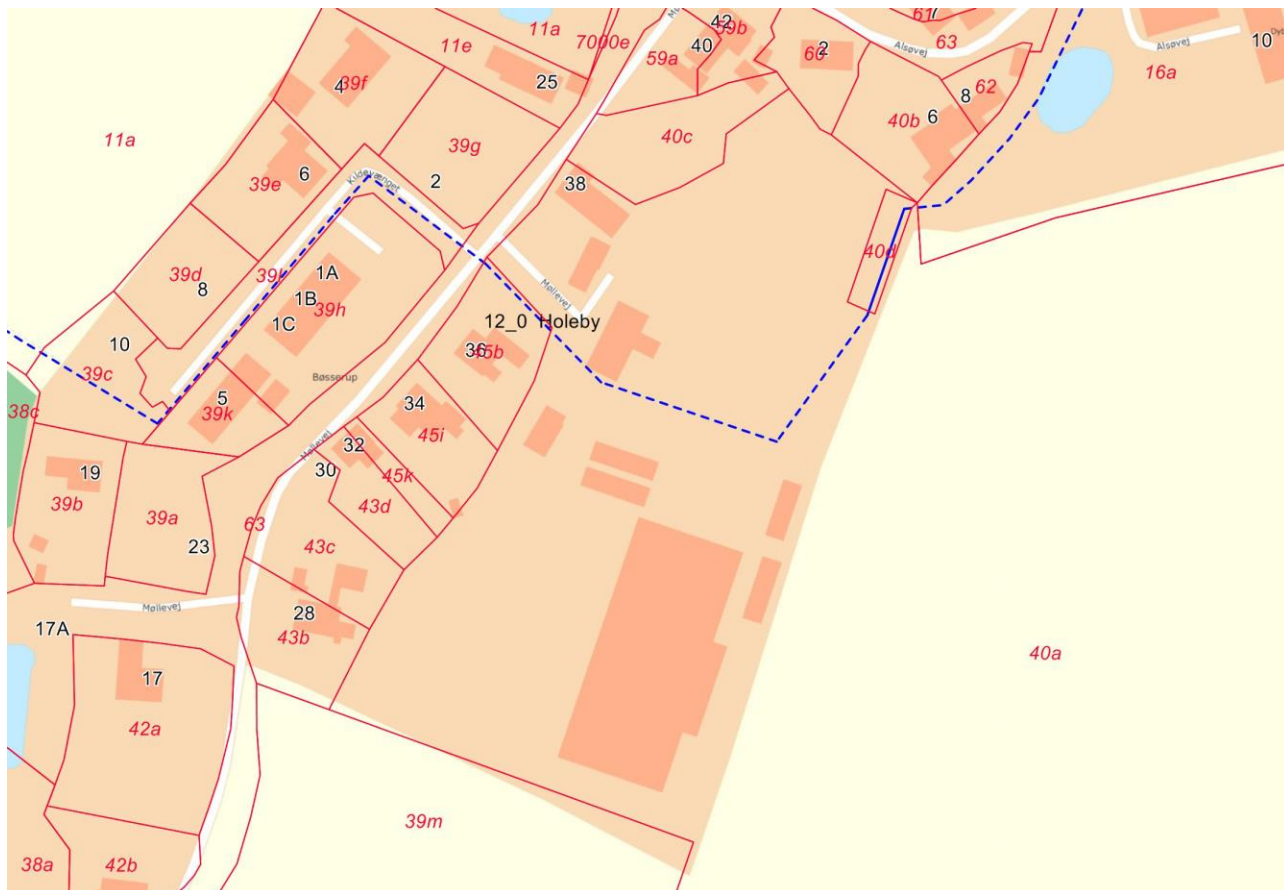 42
7
61
59b
40
11a
7000e
59a
2
60
Alsøvej
63
Alsøvej
10
16a
11e
25
4
39f
62
8
6
40b
40c
11a
39g
6
39e
Kildevænget
2
38
40d
39d
8
39l
1A
1B
39h
1C
Møllevej
12_0 Holeby
36
45b
10
39c
Bøsserup
5
39k
38c
34
45i
Møllevej
32
30
45k
19
39b
39a
43d
63
23
43c
Møllevej
28
43b
17A
17
42a
40a
39m
38a
42b